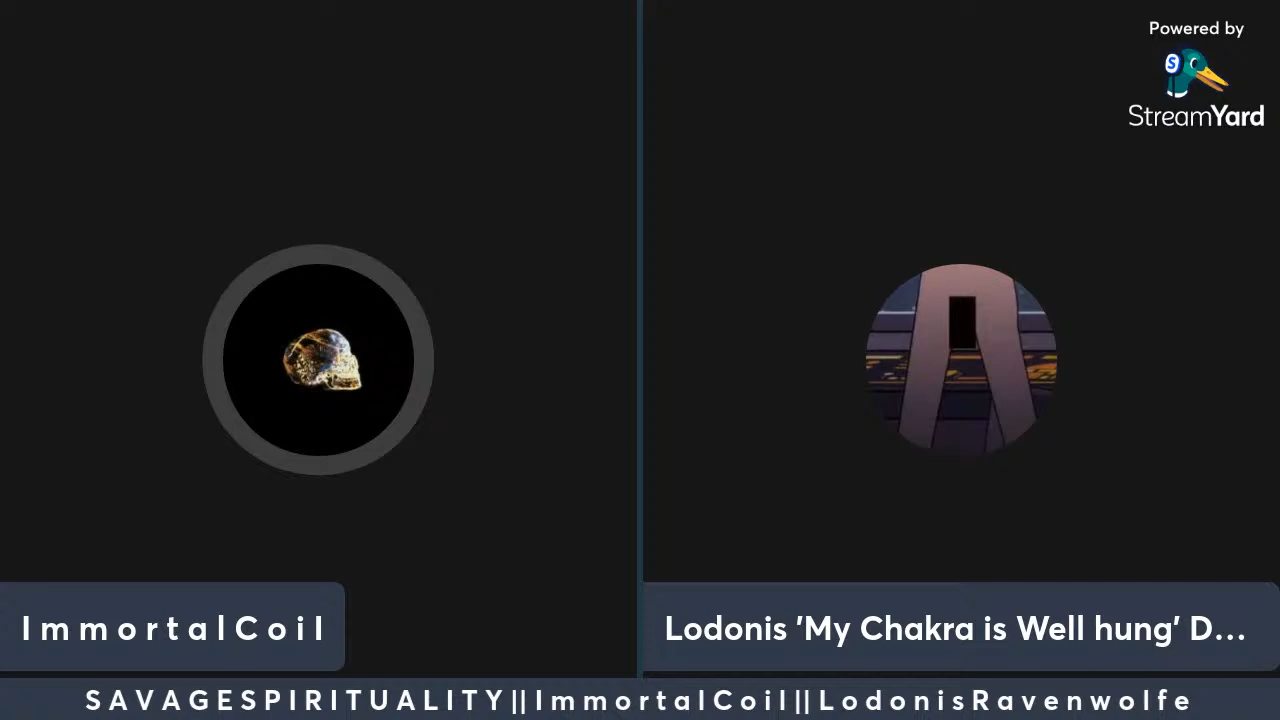 Powered by
S
StreamYard
I m m o r t a l C o i l
Lodonis 'My Chakra is Well hung' D...
S A V A G E S P I R I T U A L I T Y || I m m o r t a l C o i l || L o d o n i s R a v e n w o l f e